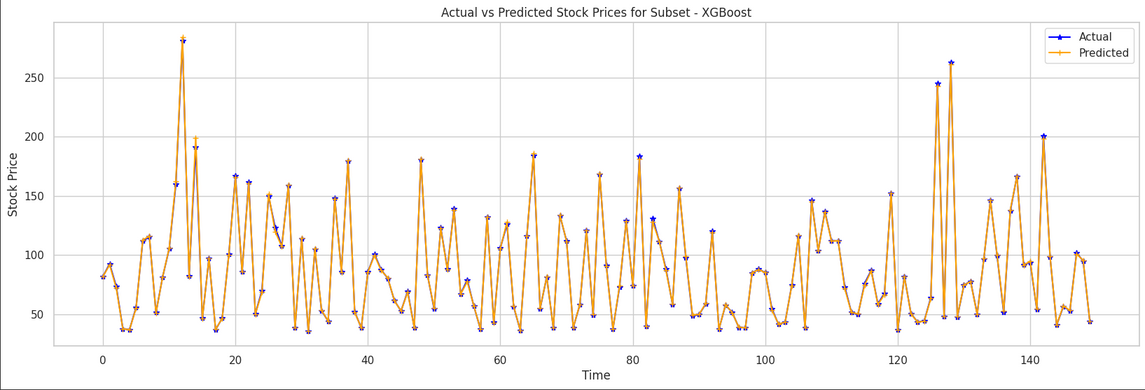 Actual vs Predicted Stock Prices for Subset - XGBoost
Actual
Predicted
Stock Price
250
200
150
100
50
0 20 40 60 80 100 120 140
Time